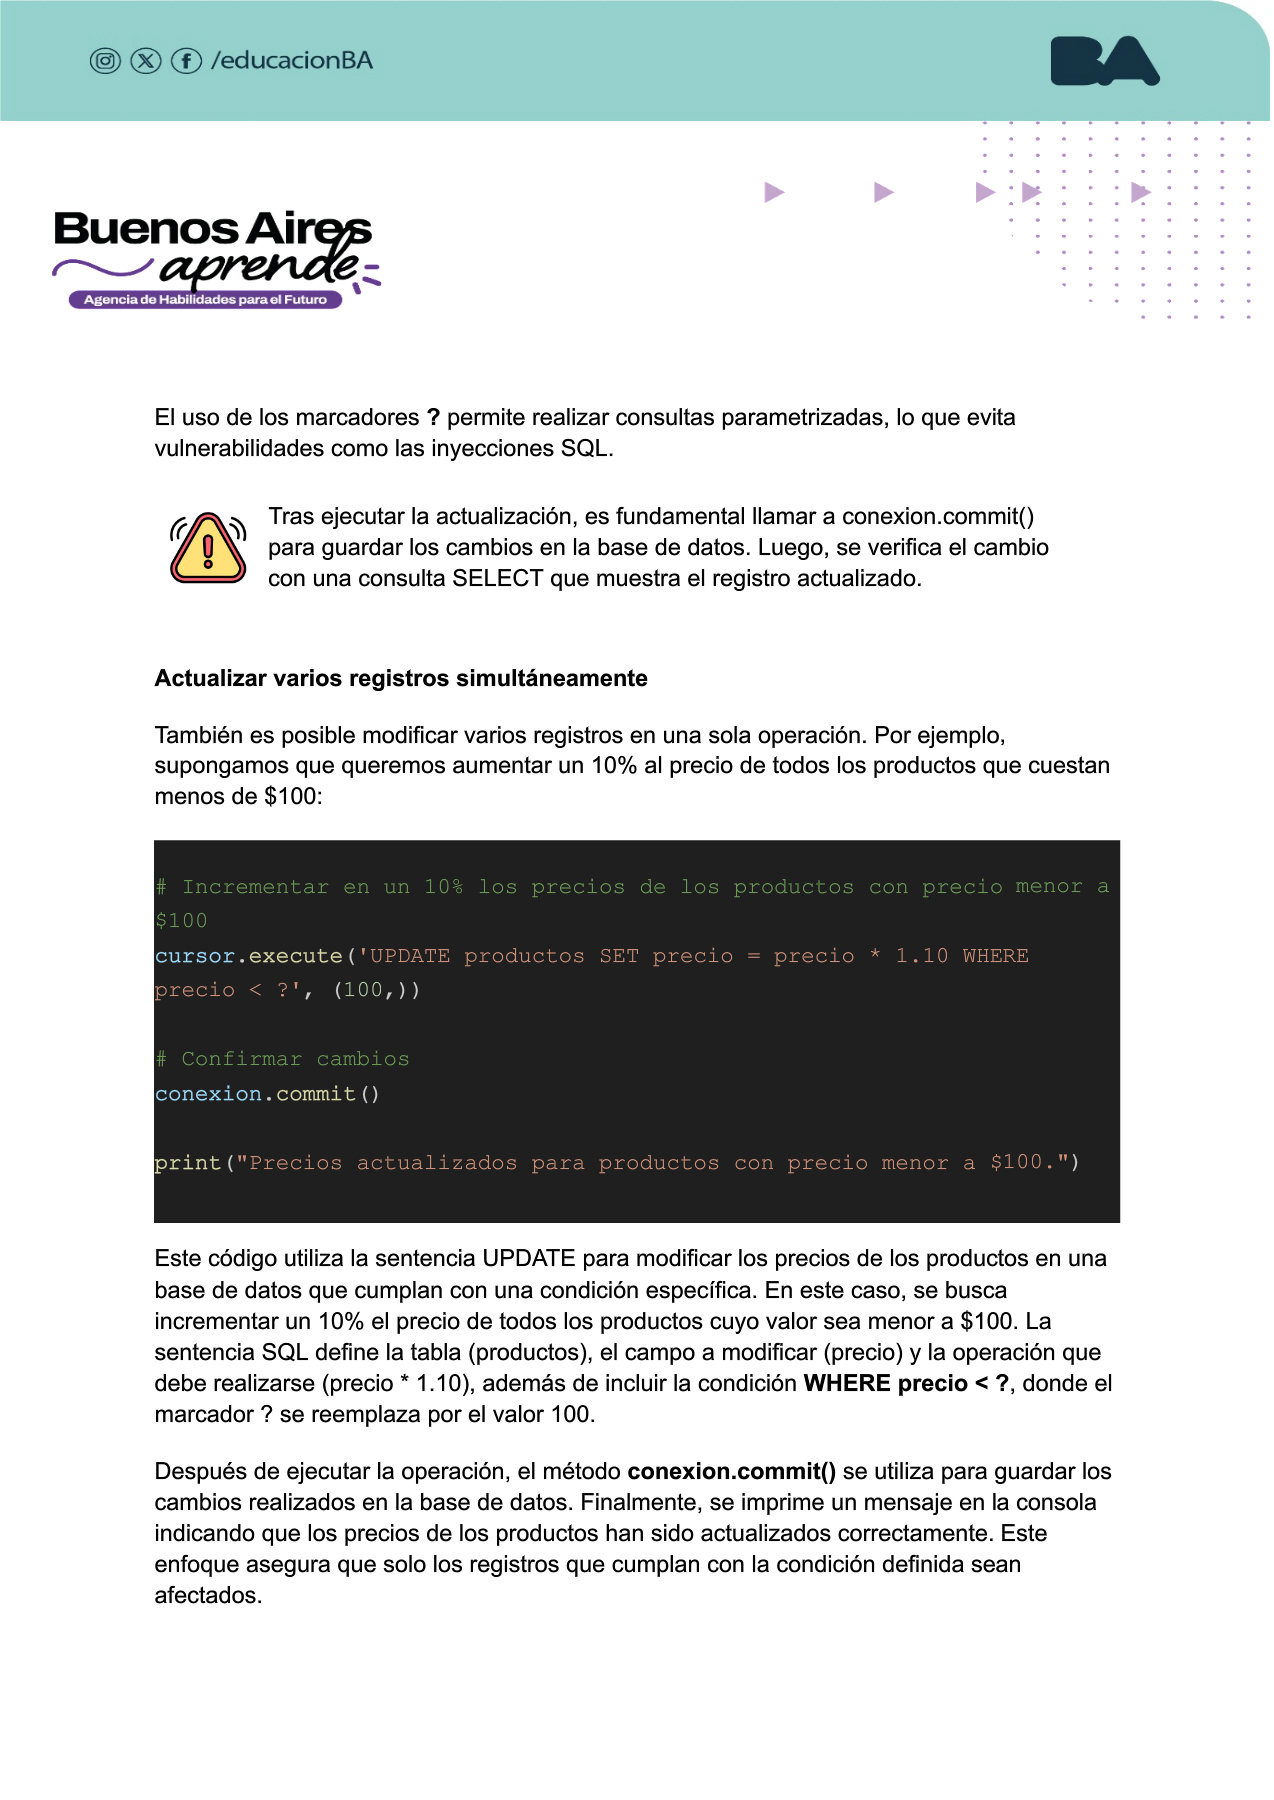 /educacionBA
BA
Buenos Aires
aprende
Agencia de Habilidades para el Futuro
El uso de los marcadores ? permite realizar consultas parametrizadas, lo que evita
vulnerabilidades como las inyecciones SQL.
Tras ejecutar la actualización, es fundamental llamar a conexion.commit()
para guardar los cambios en la base de datos. Luego, se verifica el cambio
con una consulta SELECT que muestra el registro actualizado.
Actualizar varios registros simultáneamente
También es posible modificar varios registros en una sola operación. Por ejemplo,
supongamos que queremos aumentar un 10% al precio de todos los productos que cuestan
menos de $100:
# Incrementar en un 10% los precios de los productos con precio menor a
$100
cursor.execute('UPDATE productos SET precio = precio * 1.10 WHERE
precio < ?', (100,))
# Confirmar cambios
conexion.commit()
print("Precios actualizados para productos con precio menor a $100.")
Este código utiliza la sentencia UPDATE para modificar los precios de los productos en una
base de datos que cumplan con una condición específica. En este caso, se busca
incrementar un 10% el precio de todos los productos cuyo valor sea menor a $100. La
sentencia SQL define la tabla (productos), el campo a modificar (precio) y la operación que
debe realizarse (precio * 1.10), además de incluir la condición WHERE precio < ?, donde el
marcador ? se reemplaza por el valor 100.
Después de ejecutar la operación, el método conexion.commit() se utiliza para guardar los
cambios realizados en la base de datos. Finalmente, se imprime un mensaje en la consola
indicando que los precios de los productos han sido actualizados correctamente. Este
enfoque asegura que solo los registros que cumplan con la condición definida sean
afectados.